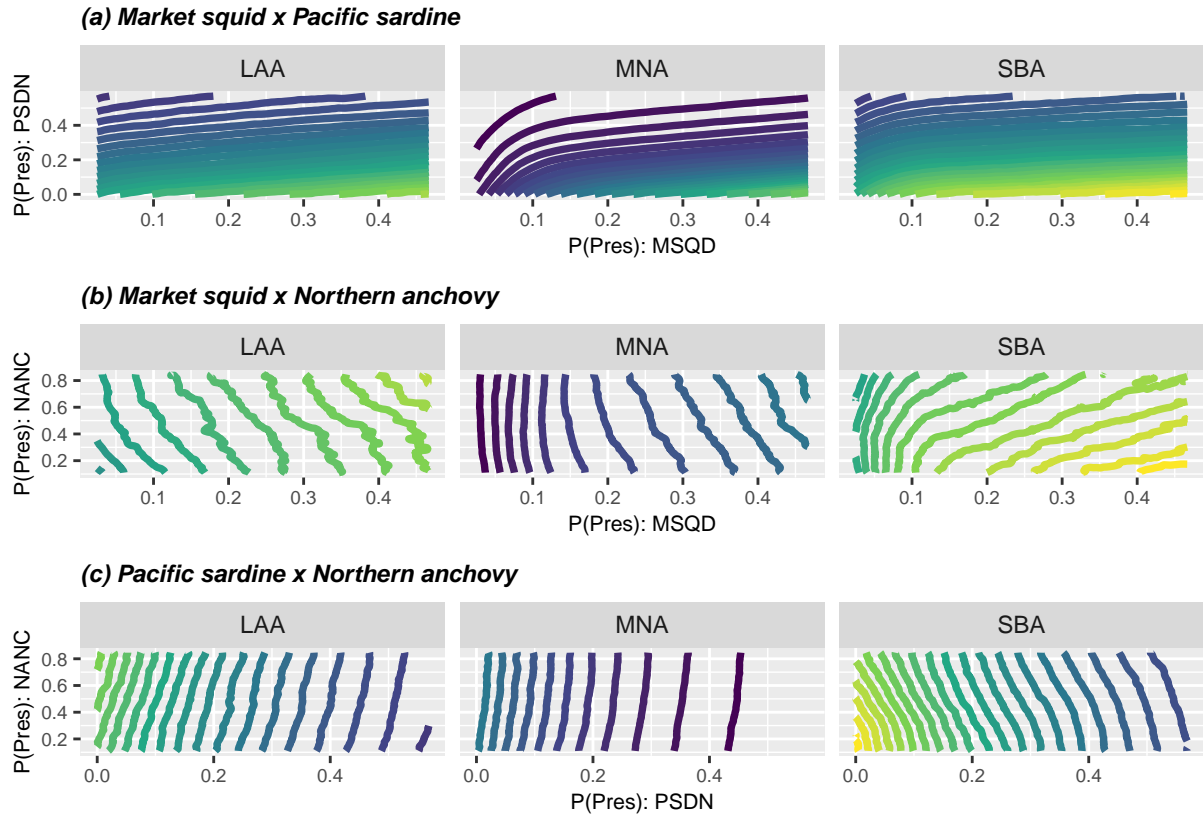 (a) Market squid x Pacific sardine
LAA MNA SBA
P(Pres): PSDN
0.4
0.2
0.0
0.1 0.2 0.3 0.4 0.1 0.2 0.3 0.4 0.1 0.2 0.3 0.4
P(Pres): MSQD
(b) Market squid x Northern anchovy
LAA MNA SBA
P(Pres): NANC
0.8
0.6
0.4
0.2
0.1 0.2 0.3 0.4 0.1 0.2 0.3 0.4 0.1 0.2 0.3 0.4
P(Pres): MSQD
(c) Pacific sardine x Northern anchovy
LAA MNA SBA
P(Pres): NANC
0.8
0.6
0.4
0.2
0.0 0.2 0.4 0.0 0.2 0.4 0.0 0.2 0.4
P(Pres): PSDN